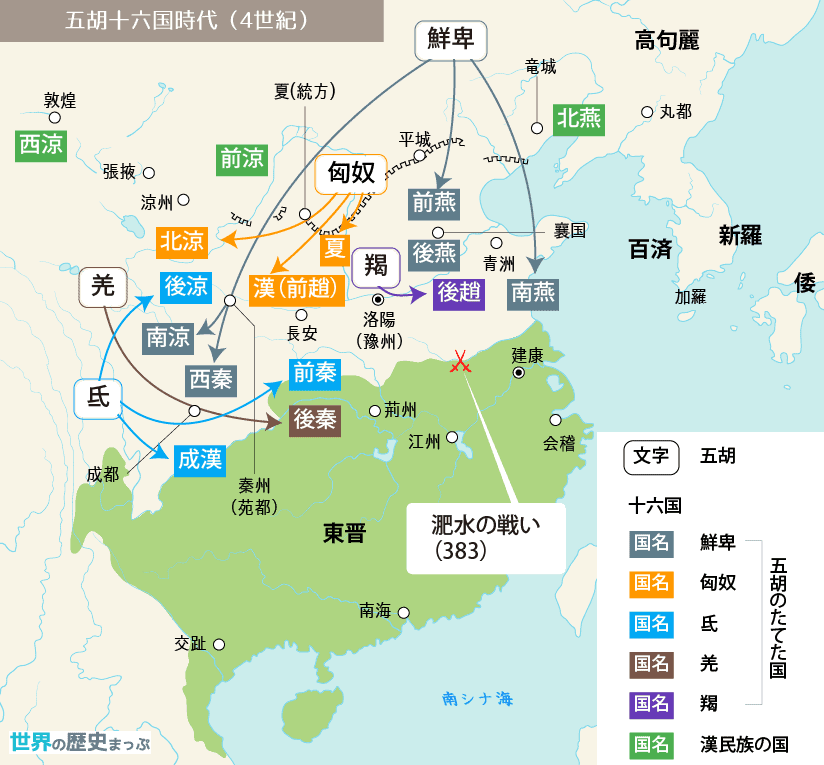 五胡十六国時代（4世紀）
鮮卑
高句麗
竜城
夏(統方)
敦煌
北燕
丸都
西涼
前涼
平城
匈奴
張掖
涼州
前燕
襄国
北涼
夏
後燕
青洲
百済
新羅
羯
羌
後涼
漢（前趙）
後趙
南燕
加羅
倭
南涼
長安
洛陽
（豫州）
建康
西秦
前秦
氐
後秦
荊州
江州
会稽
成漢
成都
秦州
（苑都）
東晋
淝水の戦い
（383）
南海
交趾
南シナ海
世界の歴史まっぷ
文字
五胡
十六国
国名
鮮卑
国名
匈奴
国名
氐
国名
羌
国名
羯
国名
漢民族の国
五胡のたてた国